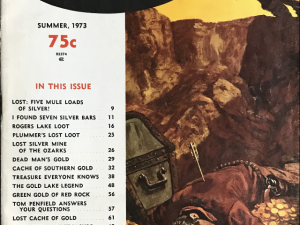 SUMMER, 1973
75c
IN THIS ISSUE
LOST: FIVE MULE LOADS
OF SILVER! 9
I FOUND SEVEN SILVER BARS 11
ROGERS LAKE LOOT 16
PLUMMER'S LOST LOOT 25
LOST SILVER MINE
OF THE OZARKS 26
DEAD MAN'S GOLD 29
CACHE OF SOUTHERN GOLD 32
TREASURE EVERYONE KNOWS 38
THE GOLD LAKE LEGEND 48
GREEN GOLD OF RED ROCK 56
TOM PENFIELD ANSWERS
YOUR QUESTIONS 57
LOST CACHE OF GOLD 61